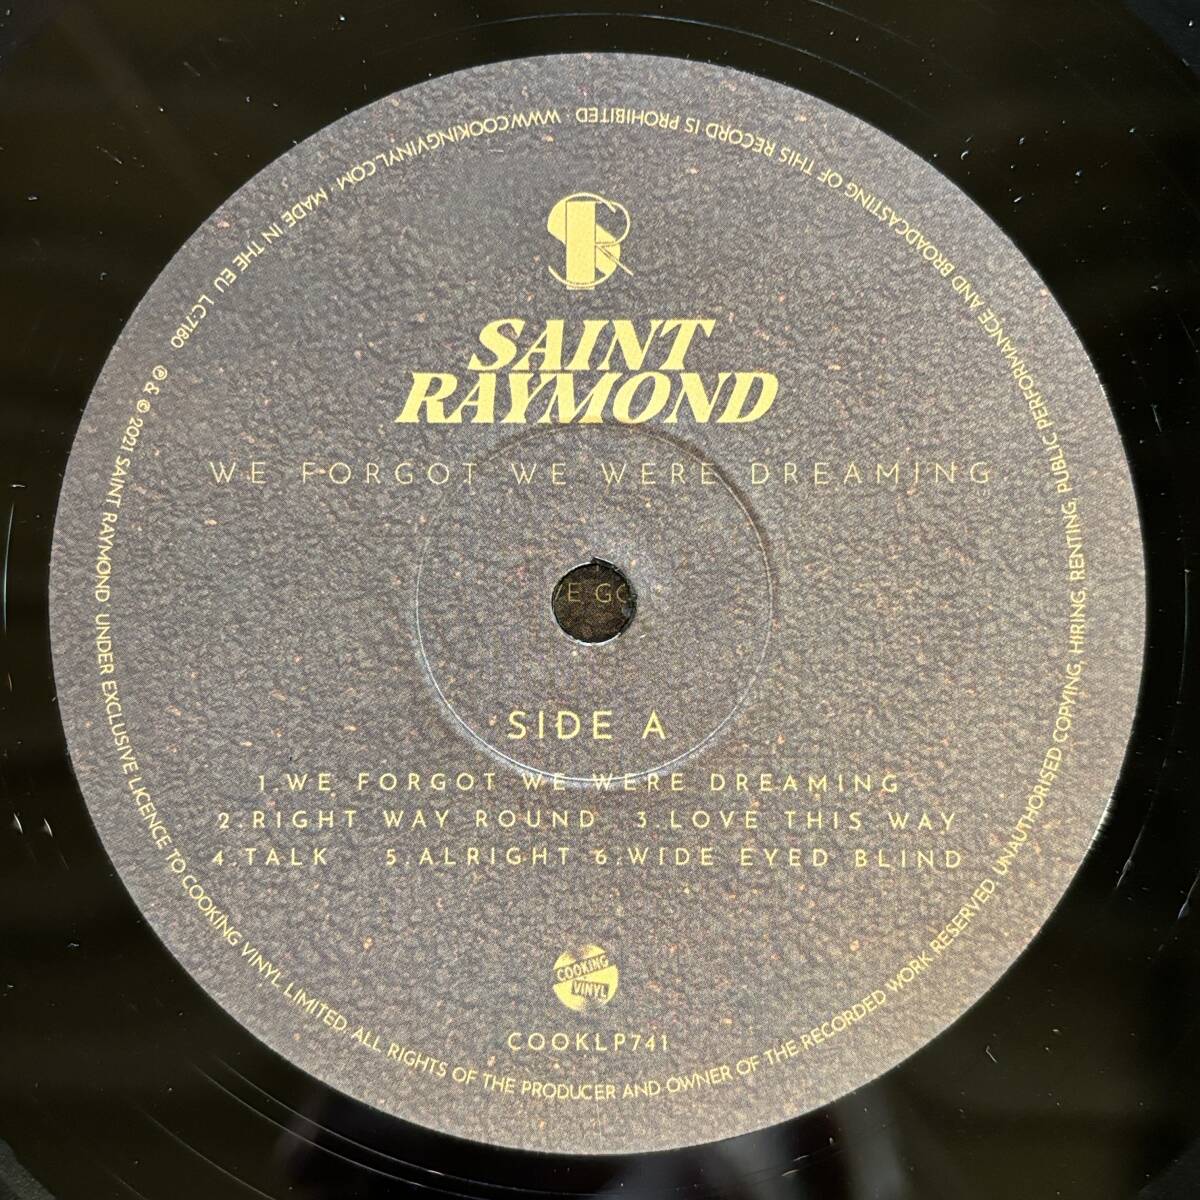 SR
SAINT
RAYMOND
WE FORGOT WE WERE DREAMING
E GO
SIDE A
1.WE FORGOT WE WERE DREAMING
2.RIGHT WAY ROUND 3.LOVE THIS WAY
4.TALK 5.ALRIGHT 6.WIDE EYED BLIND
COOKING
VINYL
COOKLP741
℗ & © 2021 SAINT RAYMOND · UNDER EXCLUSIVE LICENCE TO COOKING VINYL LIMITED. ALL RIGHTS OF THE PRODUCER AND OWNER OF THE RECORDED WORK RESERVED. UNAUTHORISED COPYING, HIRING, RENTING, PUBLIC PERFORMANCE AND BROADCASTING OF THIS RECORD IS PROHIBITED · WWW.COOKINGVINYL.COM · MADE IN THE EU LC7180